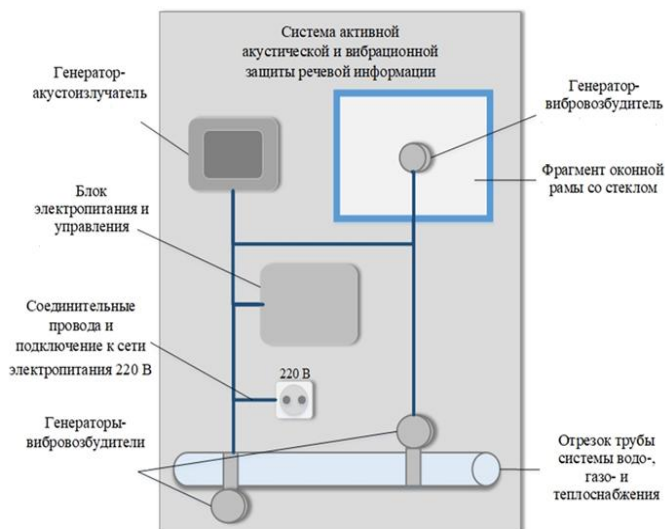 Система активной
акустической и вибрационной
защиты речевой информации
Генератор-
акустоизлучатель
Генератор-
вибровозбудитель
Блок
электропитания и
управления
Фрагмент оконной
рамы со стеклом
Соединительные
провода и
подключение к сети
электропитания 220 В
220 В
Генераторы-
вибровозбудители
Отрезок трубы
системы водо-,
газо- и
теплоснабжения